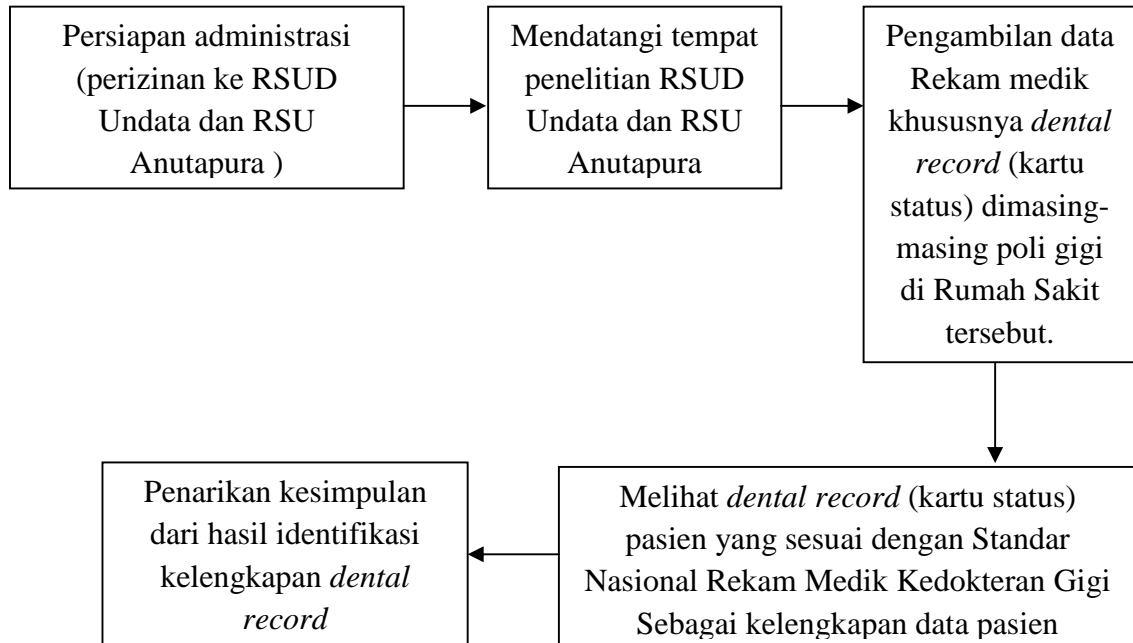 Persiapan administrasi
(perizinan ke RSUD
Undata dan RSU
Anutapura )
Mendatangi tempat
penelitian RSUD
Undata dan RSU
Anutapura
Pengambilan data
Rekam medik
khususnya dental
record (kartu
status) dimasing-
masing poli gigi
di Rumah Sakit
tersebut.
Melihat dental record (kartu status)
pasien yang sesuai dengan Standar
Nasional Rekam Medik Kedokteran Gigi
Sebagai kelengkapan data pasien
Penarikan kesimpulan
dari hasil identifikasi
kelengkapan dental
record